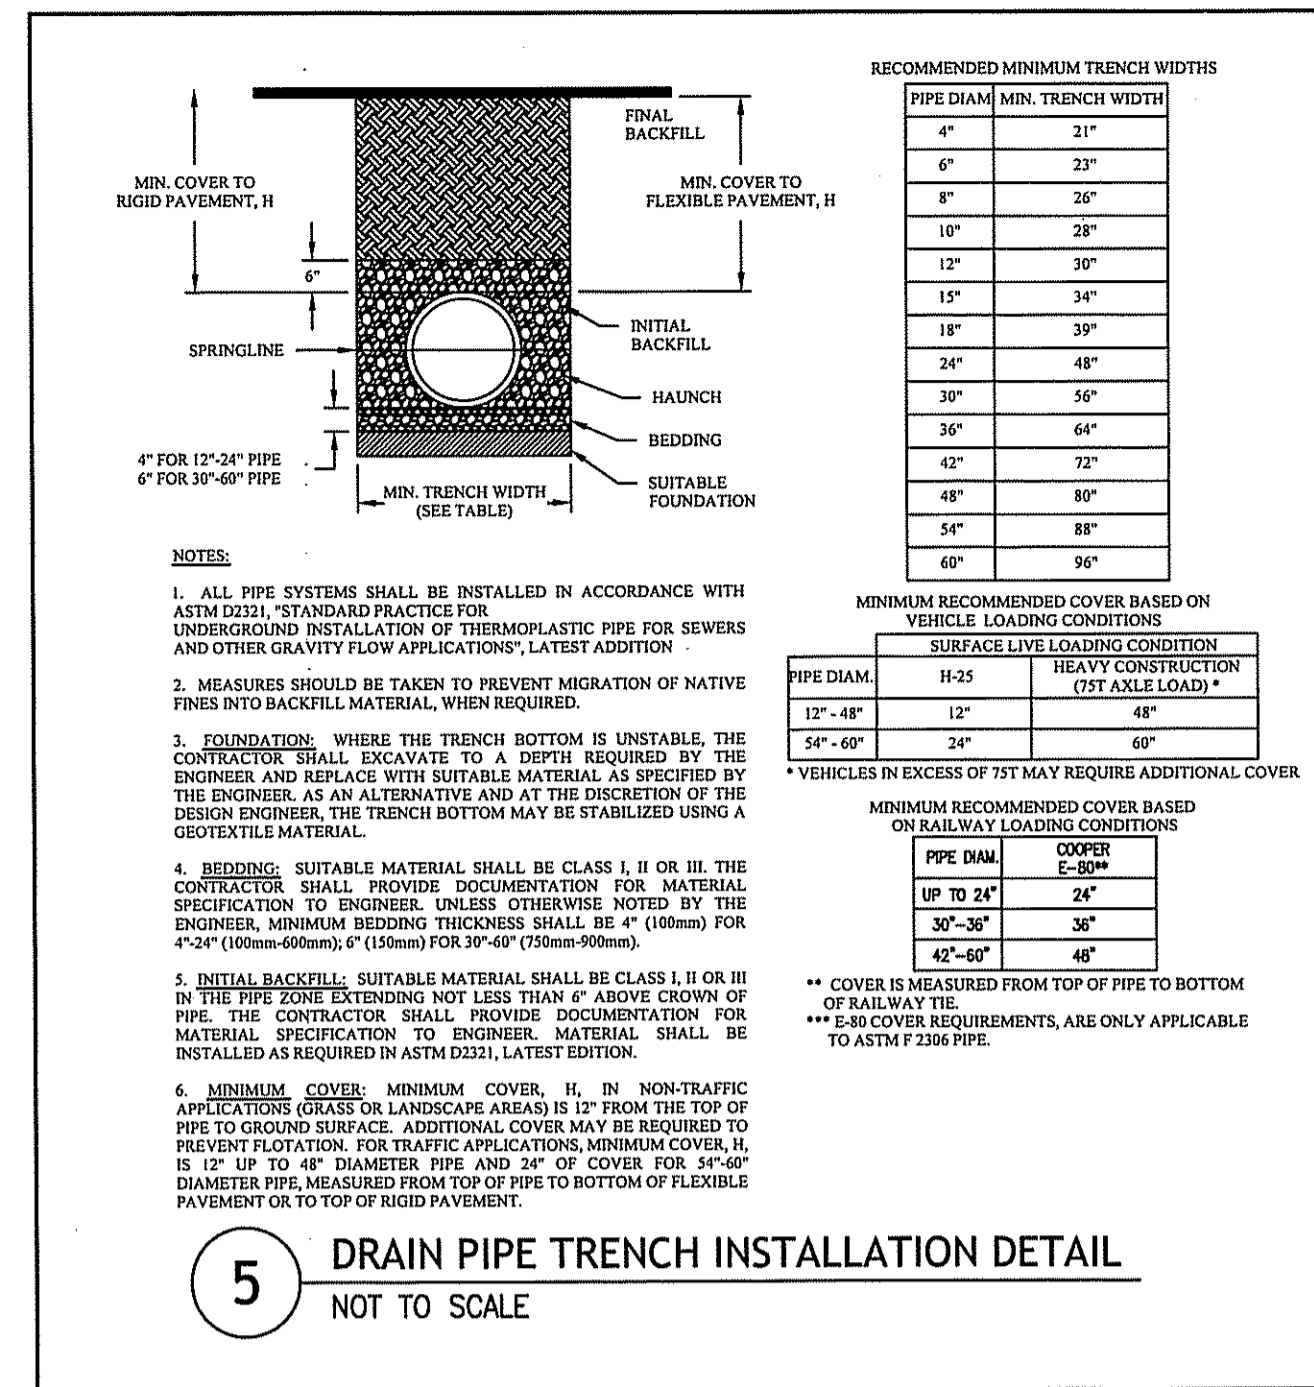 FINAL
BACKFILL
MIN. COVER TO
RIGID PAVEMENT, H
MIN. COVER TO
FLEXIBLE PAVEMENT, H
6"
SPRINGLINE
INITIAL
BACKFILL
HAUNCH
BEDDING
4" FOR 12"-24" PIPE
6" FOR 30"-60" PIPE
MIN. TRENCH WIDTH
(SEE TABLE)
SUITABLE
FOUNDATION
NOTES:
1. ALL PIPE SYSTEMS SHALL BE INSTALLED IN ACCORDANCE WITH
ASTM D2321, "STANDARD PRACTICE FOR
UNDERGROUND INSTALLATION OF THERMOPLASTIC PIPE FOR SEWERS
AND OTHER GRAVITY FLOW APPLICATIONS", LATEST ADDITION
2. MEASURES SHOULD BE TAKEN TO PREVENT MIGRATION OF NATIVE
FINES INTO BACKFILL MATERIAL, WHEN REQUIRED.
3. FOUNDATION: WHERE THE TRENCH BOTTOM IS UNSTABLE, THE
CONTRACTOR SHALL EXCAVATE TO A DEPTH REQUIRED BY THE
ENGINEER AND REPLACE WITH SUITABLE MATERIAL AS SPECIFIED BY
THE ENGINEER. AS AN ALTERNATIVE AND AT THE DISCRETION OF THE
DESIGN ENGINEER, THE TRENCH BOTTOM MAY BE STABILIZED USING A
GEOTEXTILE MATERIAL.
4. BEDDING: SUITABLE MATERIAL SHALL BE CLASS I, II OR III. THE
CONTRACTOR SHALL PROVIDE DOCUMENTATION FOR MATERIAL
SPECIFICATION TO ENGINEER. UNLESS OTHERWISE NOTED BY THE
ENGINEER, MINIMUM BEDDING THICKNESS SHALL BE 4" (100mm) FOR
4"-24" (100mm-600mm); 6" (150mm) FOR 30"-60" (750mm-900mm).
5. INITIAL BACKFILL: SUITABLE MATERIAL SHALL BE CLASS I, II OR III
IN THE PIPE ZONE EXTENDING NOT LESS THAN 6" ABOVE CROWN OF
PIPE. THE CONTRACTOR SHALL PROVIDE DOCUMENTATION FOR
MATERIAL SPECIFICATION TO ENGINEER. MATERIAL SHALL BE
INSTALLED AS REQUIRED IN ASTM D2321, LATEST EDITION.
6. MINIMUM COVER: MINIMUM COVER, H, IN NON-TRAFFIC
APPLICATIONS (GRASS OR LANDSCAPE AREAS) IS 12" FROM THE TOP OF
PIPE TO GROUND SURFACE. ADDITIONAL COVER MAY BE REQUIRED TO
PREVENT FLOTATION. FOR TRAFFIC APPLICATIONS, MINIMUM COVER, H,
IS 12" UP TO 48" DIAMETER PIPE AND 24" OF COVER FOR 54"-60"
DIAMETER PIPE, MEASURED FROM TOP OF PIPE TO BOTTOM OF FLEXIBLE
PAVEMENT OR TO TOP OF RIGID PAVEMENT.
RECOMMENDED MINIMUM TRENCH WIDTHS
PIPE DIAM MIN. TRENCH WIDTH
4" 21"
6" 23"
8" 26"
10" 28"
12" 30"
15" 34"
18" 39"
24" 48"
30" 56"
36" 64"
42" 72"
48" 80"
54" 88"
60" 96"
MINIMUM RECOMMENDED COVER BASED ON
VEHICLE LOADING CONDITIONS
SURFACE LIVE LOADING CONDITION
PIPE DIAM. H-25 HEAVY CONSTRUCTION
(75T AXLE LOAD) *
12" - 48" 12" 48"
54" - 60" 24" 60"
* VEHICLES IN EXCESS OF 75T MAY REQUIRE ADDITIONAL COVER
MINIMUM RECOMMENDED COVER BASED
ON RAILWAY LOADING CONDITIONS
PIPE DIAM. COOPER
E-80**
UP TO 24" 24"
30"-36" 36"
42"-60" 48"
** COVER IS MEASURED FROM TOP OF PIPE TO BOTTOM
OF RAILWAY TIE.
*** E-80 COVER REQUIREMENTS, ARE ONLY APPLICABLE
TO ASTM F 2306 PIPE.
5 DRAIN PIPE TRENCH INSTALLATION DETAIL
NOT TO SCALE